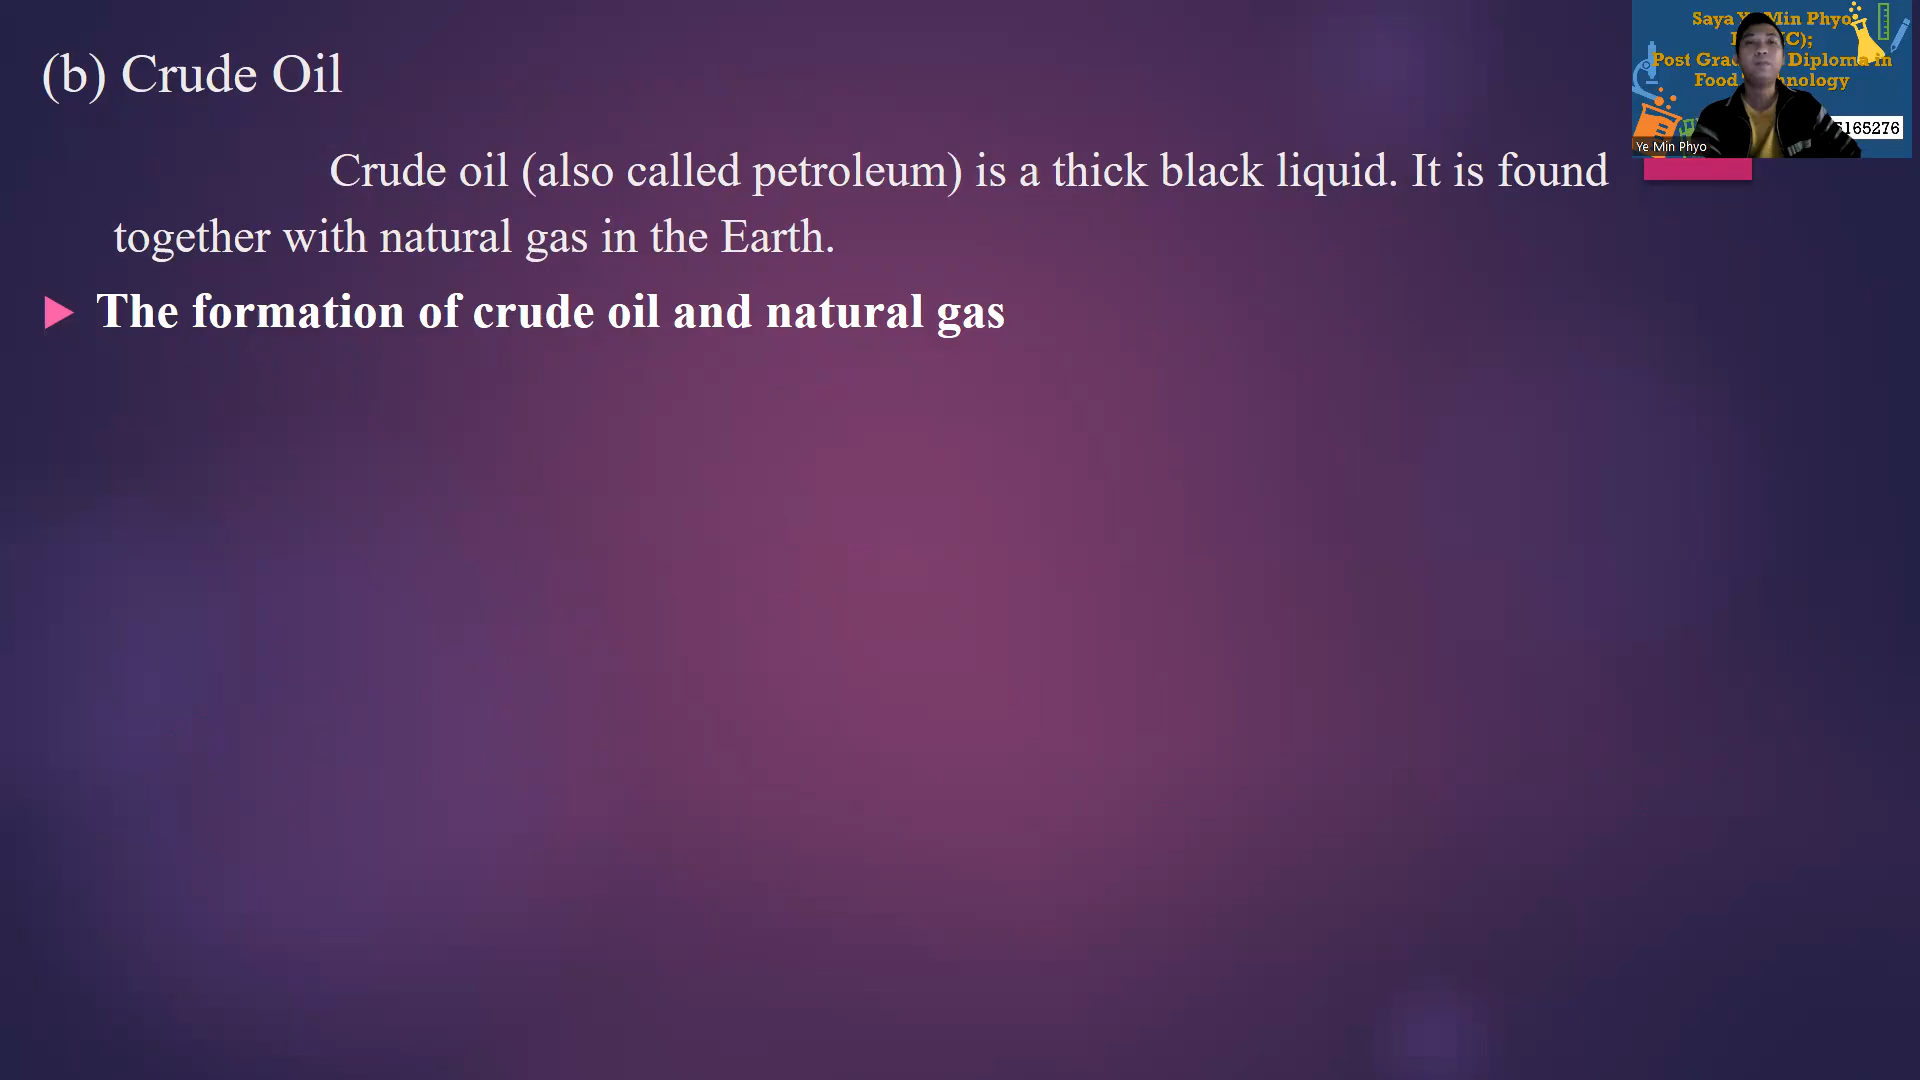 (b) Crude Oil
Crude oil (also called petroleum) is a thick black liquid. It is found
together with natural gas in the Earth.
The formation of crude oil and natural gas
Saya Min Phyo
C);
Post Diploma in
Food
165276
Ye Min Phyo